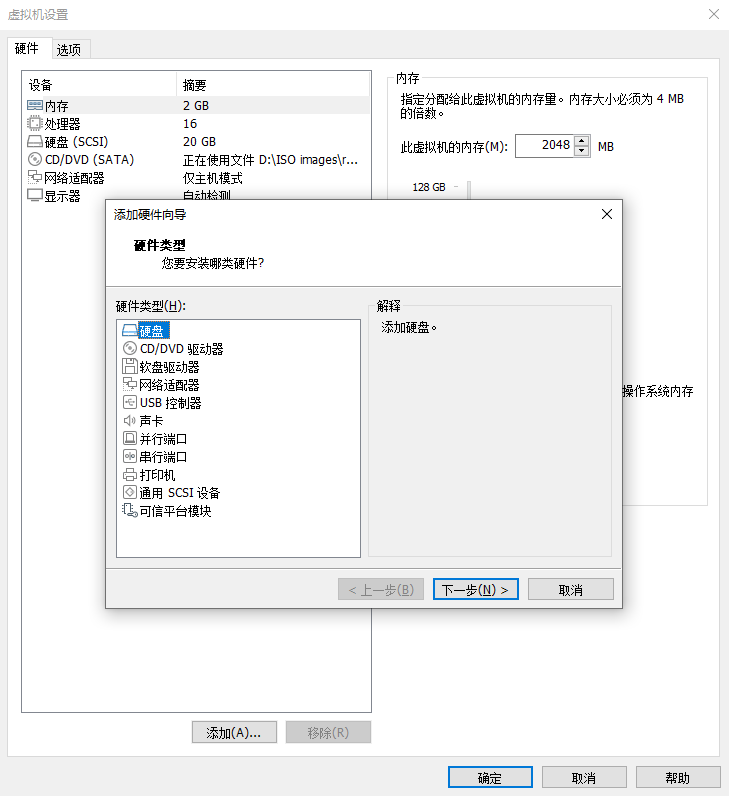 虚拟机设置
硬件 选项
设备 摘要
内存 2 GB
处理器 16
硬盘 (SCSI) 20 GB
CD/DVD (SATA) 正在使用文件 D:\ISO images\r...
网络适配器 仅主机模式
显示器 自动检测
内存
指定分配给此虚拟机的内存量。内存大小必须为 4 MB
的倍数。
此虚拟机的内存(M): 2048 MB
128 GB
操作系统内存
添加硬件向导
硬件类型
您要安装哪类硬件?
硬件类型(H):
硬盘
CD/DVD 驱动器
软盘驱动器
网络适配器
USB 控制器
声卡
并行端口
串行端口
打印机
通用 SCSI 设备
可信平台模块
解释
添加硬盘。
< 上一步(B) 下一步(N) > 取消
添加(A)... 移除(R)
确定 取消 帮助